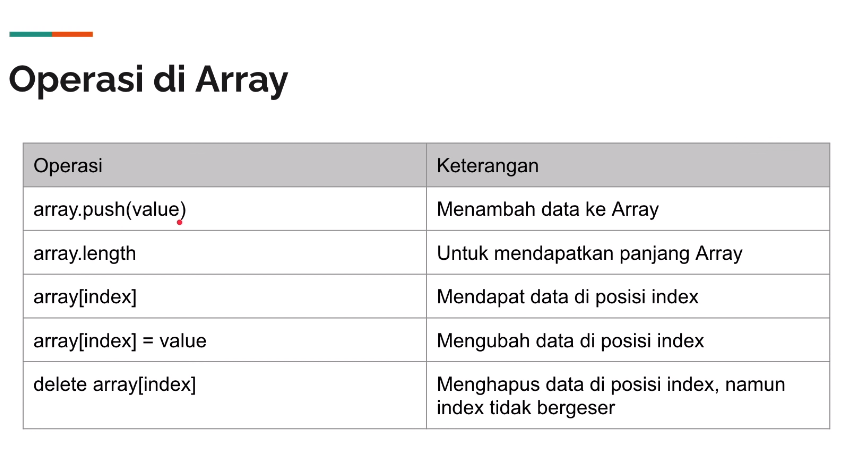 Operasi di Array
Operasi
Keterangan
array.push(value)
Menambah data ke Array
array.length
Untuk mendapatkan panjang Array
array[index]
Mendapat data di posisi index
array[index] = value
Mengubah data di posisi index
delete array[index]
Menghapus data di posisi index, namun
index tidak bergeser